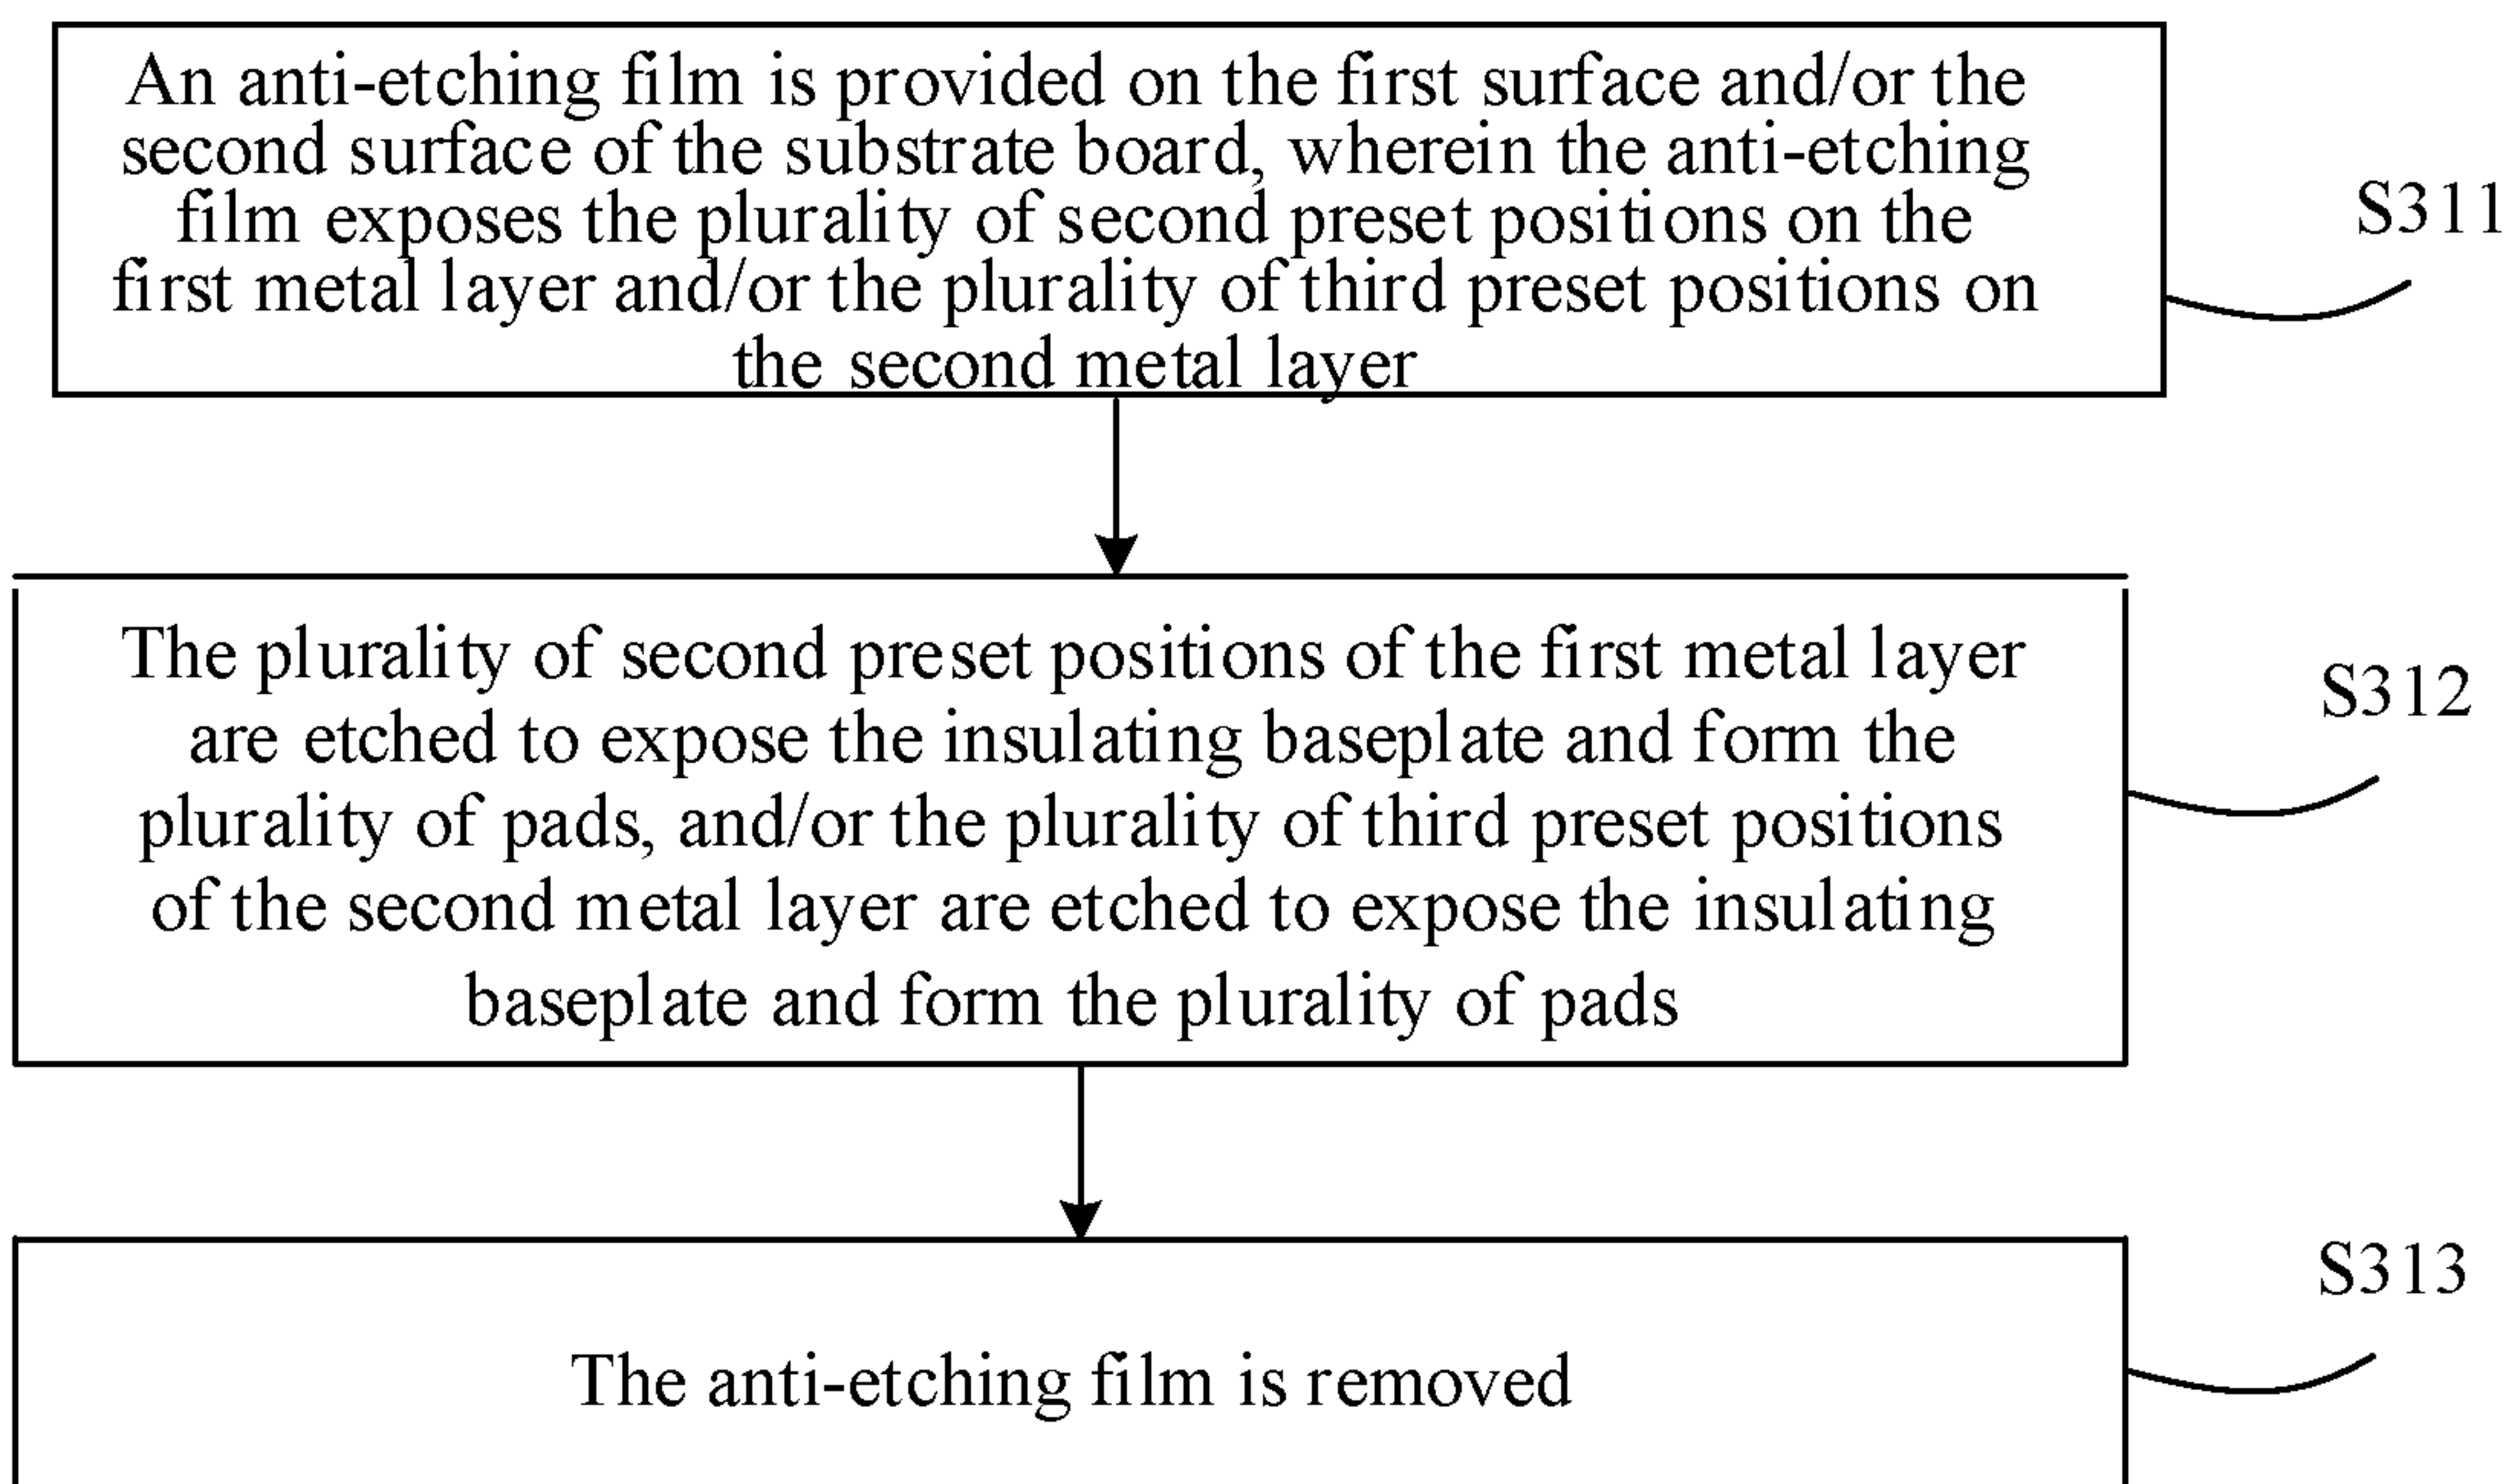 An anti-etching film is provided on the first surface and/or the
second surface of the substrate board, wherein the anti-etching
film exposes the plurality of second preset positions on the
first metal layer and/or the plurality of third preset positions on
the second metal layer
S311
The plurality of second preset positions of the first metal layer
are etched to expose the insulating baseplate and form the
plurality of pads, and/or the plurality of third preset positions
of the second metal layer are etched to expose the insulating
baseplate and form the plurality of pads
S312
The anti-etching film is removed
S313